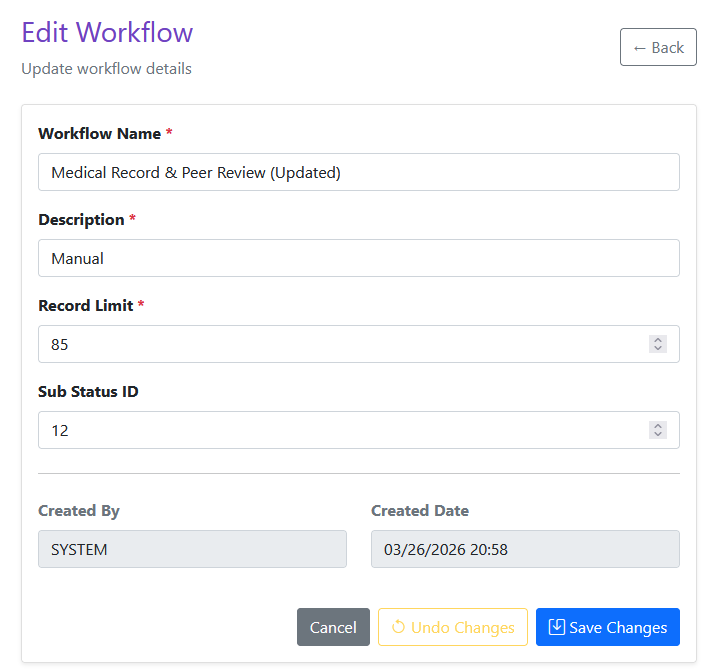 Edit Workflow
← Back
Update workflow details
Workflow Name *
Medical Record & Peer Review (Updated)
Description *
Manual
Record Limit *
85
Sub Status ID
12
Created By
Created Date
SYSTEM
03/26/2026 20:58
Cancel
Undo Changes
Save Changes